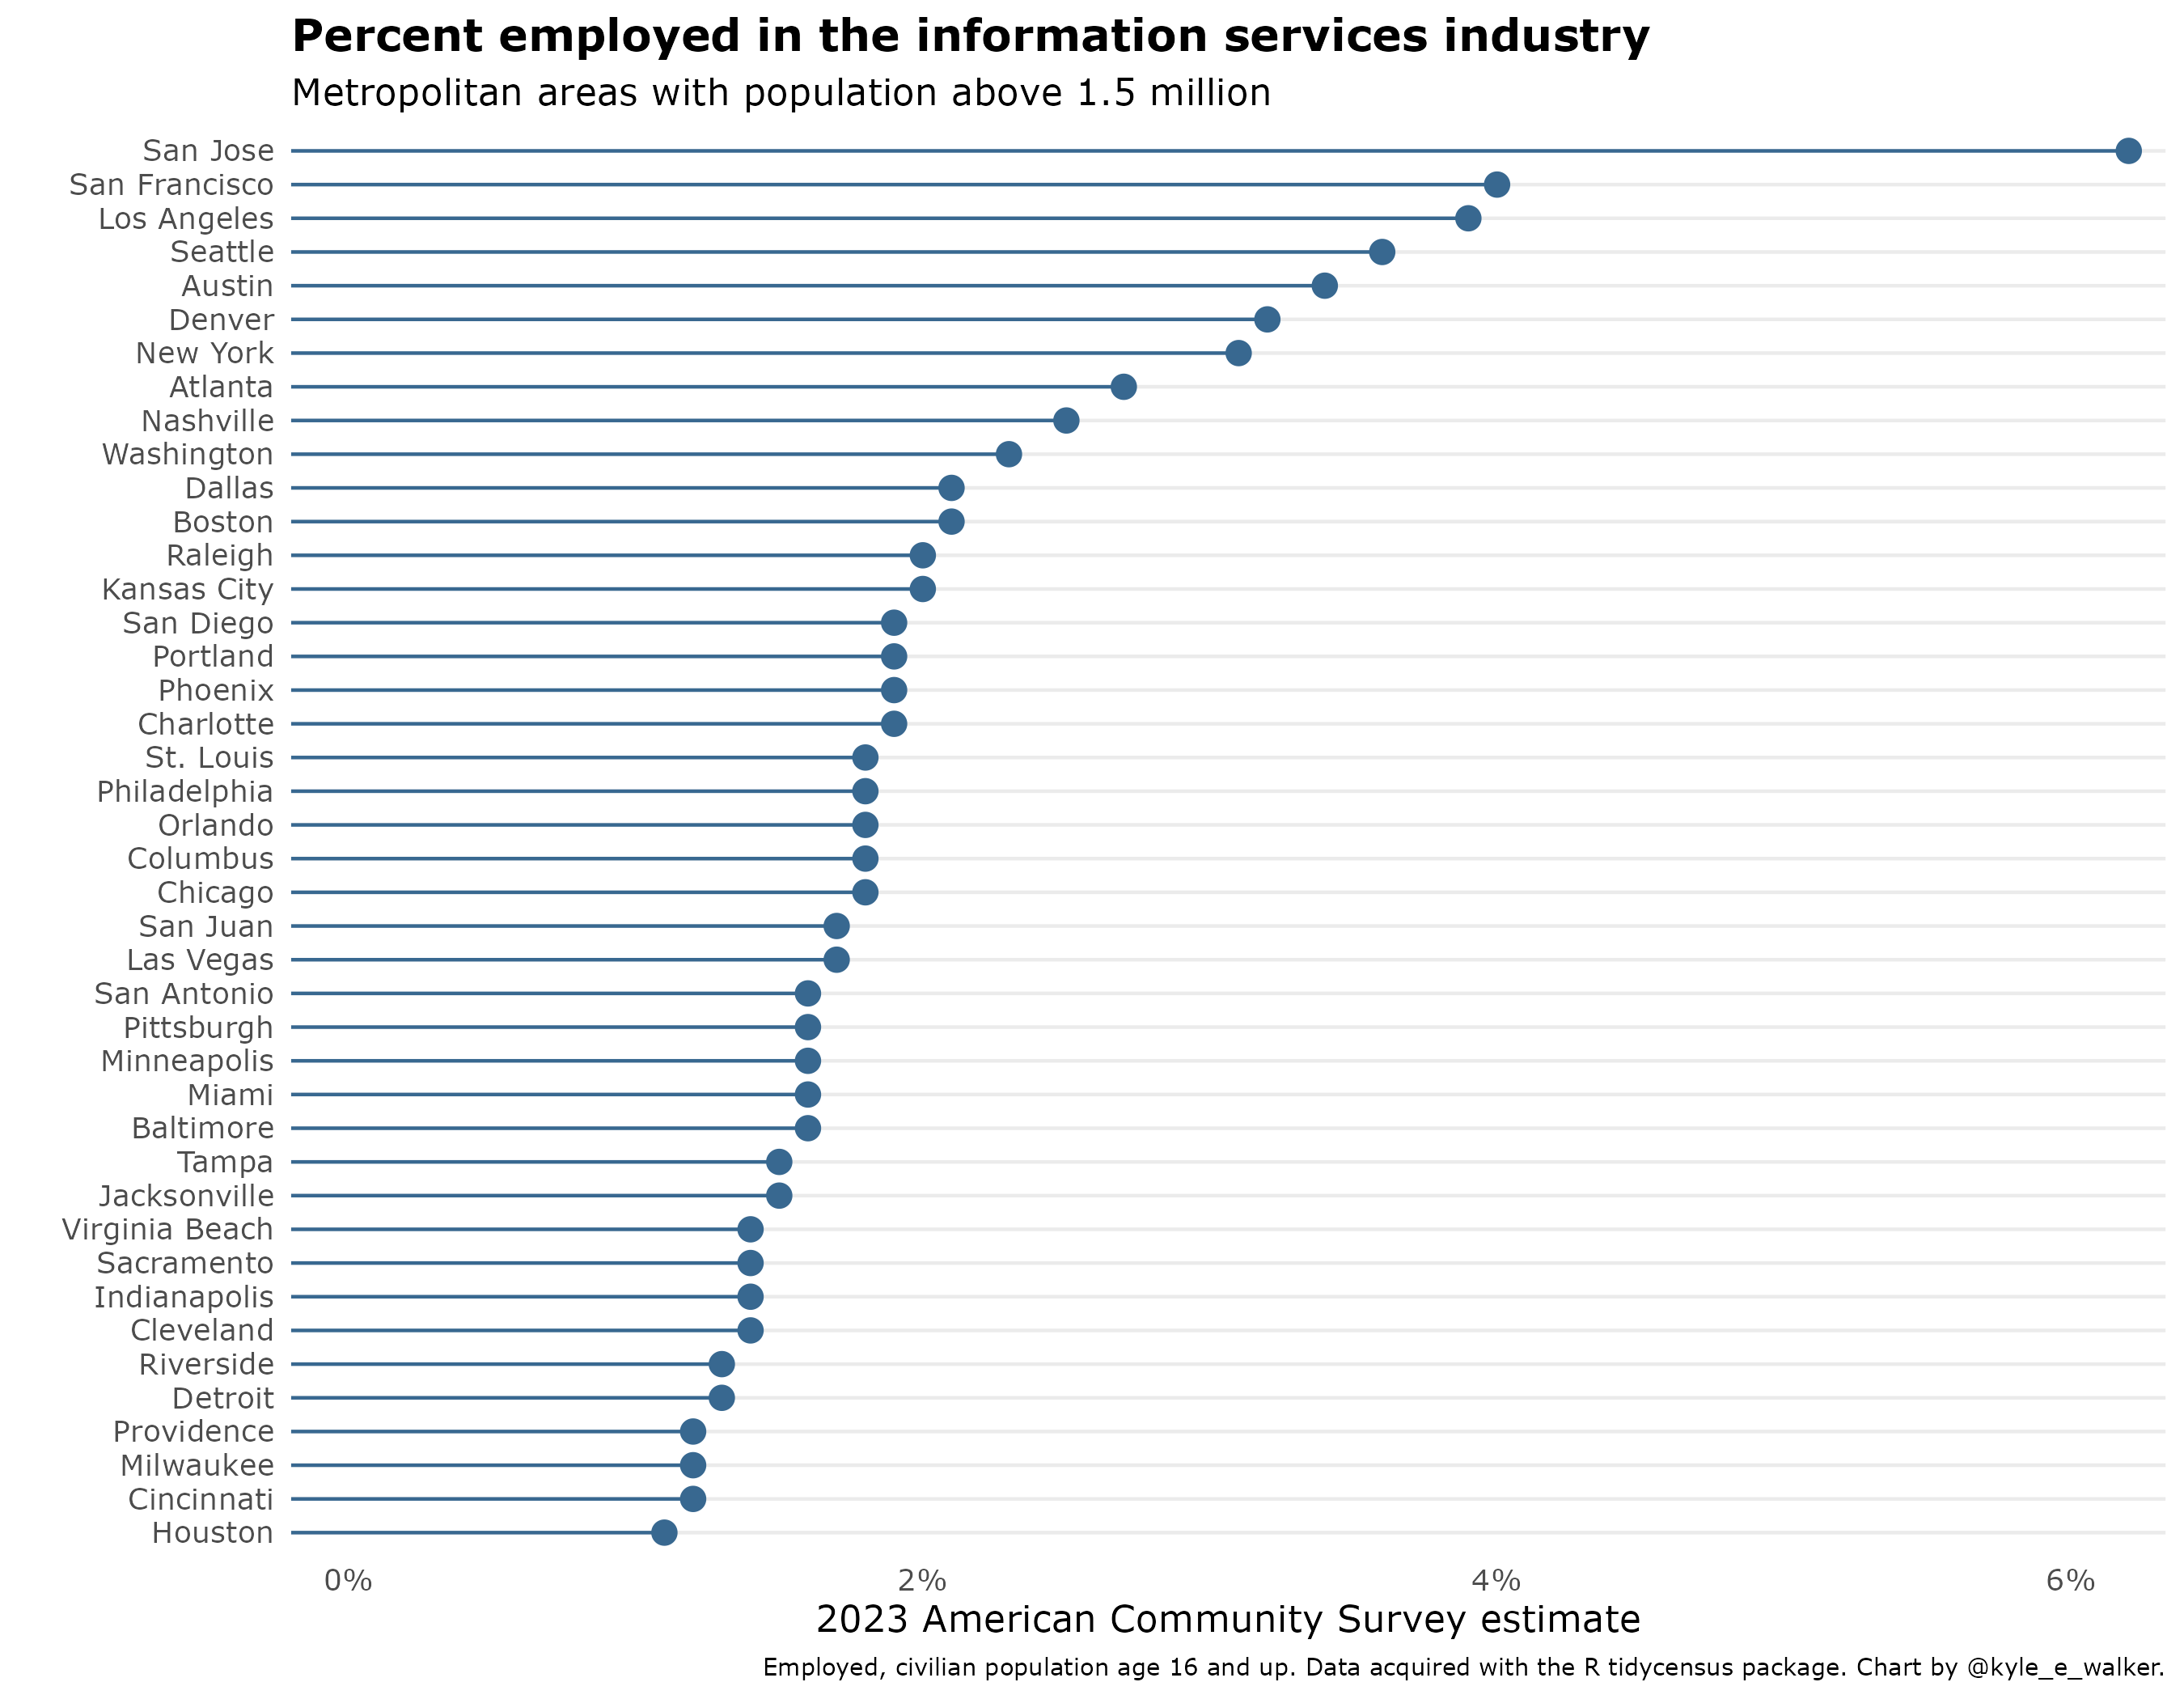 Percent employed in the information services industry
Metropolitan areas with population above 1.5 million
San Jose
San Francisco
Los Angeles
Seattle
Austin
Denver
New York
Atlanta
Nashville
Washington
Dallas
Boston
Raleigh
Kansas City
San Diego
Portland
Phoenix
Charlotte
St. Louis
Philadelphia
Orlando
Columbus
Chicago
San Juan
Las Vegas
San Antonio
Pittsburgh
Minneapolis
Miami
Baltimore
Tampa
Jacksonville
Virginia Beach
Sacramento
Indianapolis
Cleveland
Riverside
Detroit
Providence
Milwaukee
Cincinnati
Houston
0% 2% 4% 6%
2023 American Community Survey estimate
Employed, civilian population age 16 and up. Data acquired with the R tidycensus package. Chart by @kyle_e_walker.